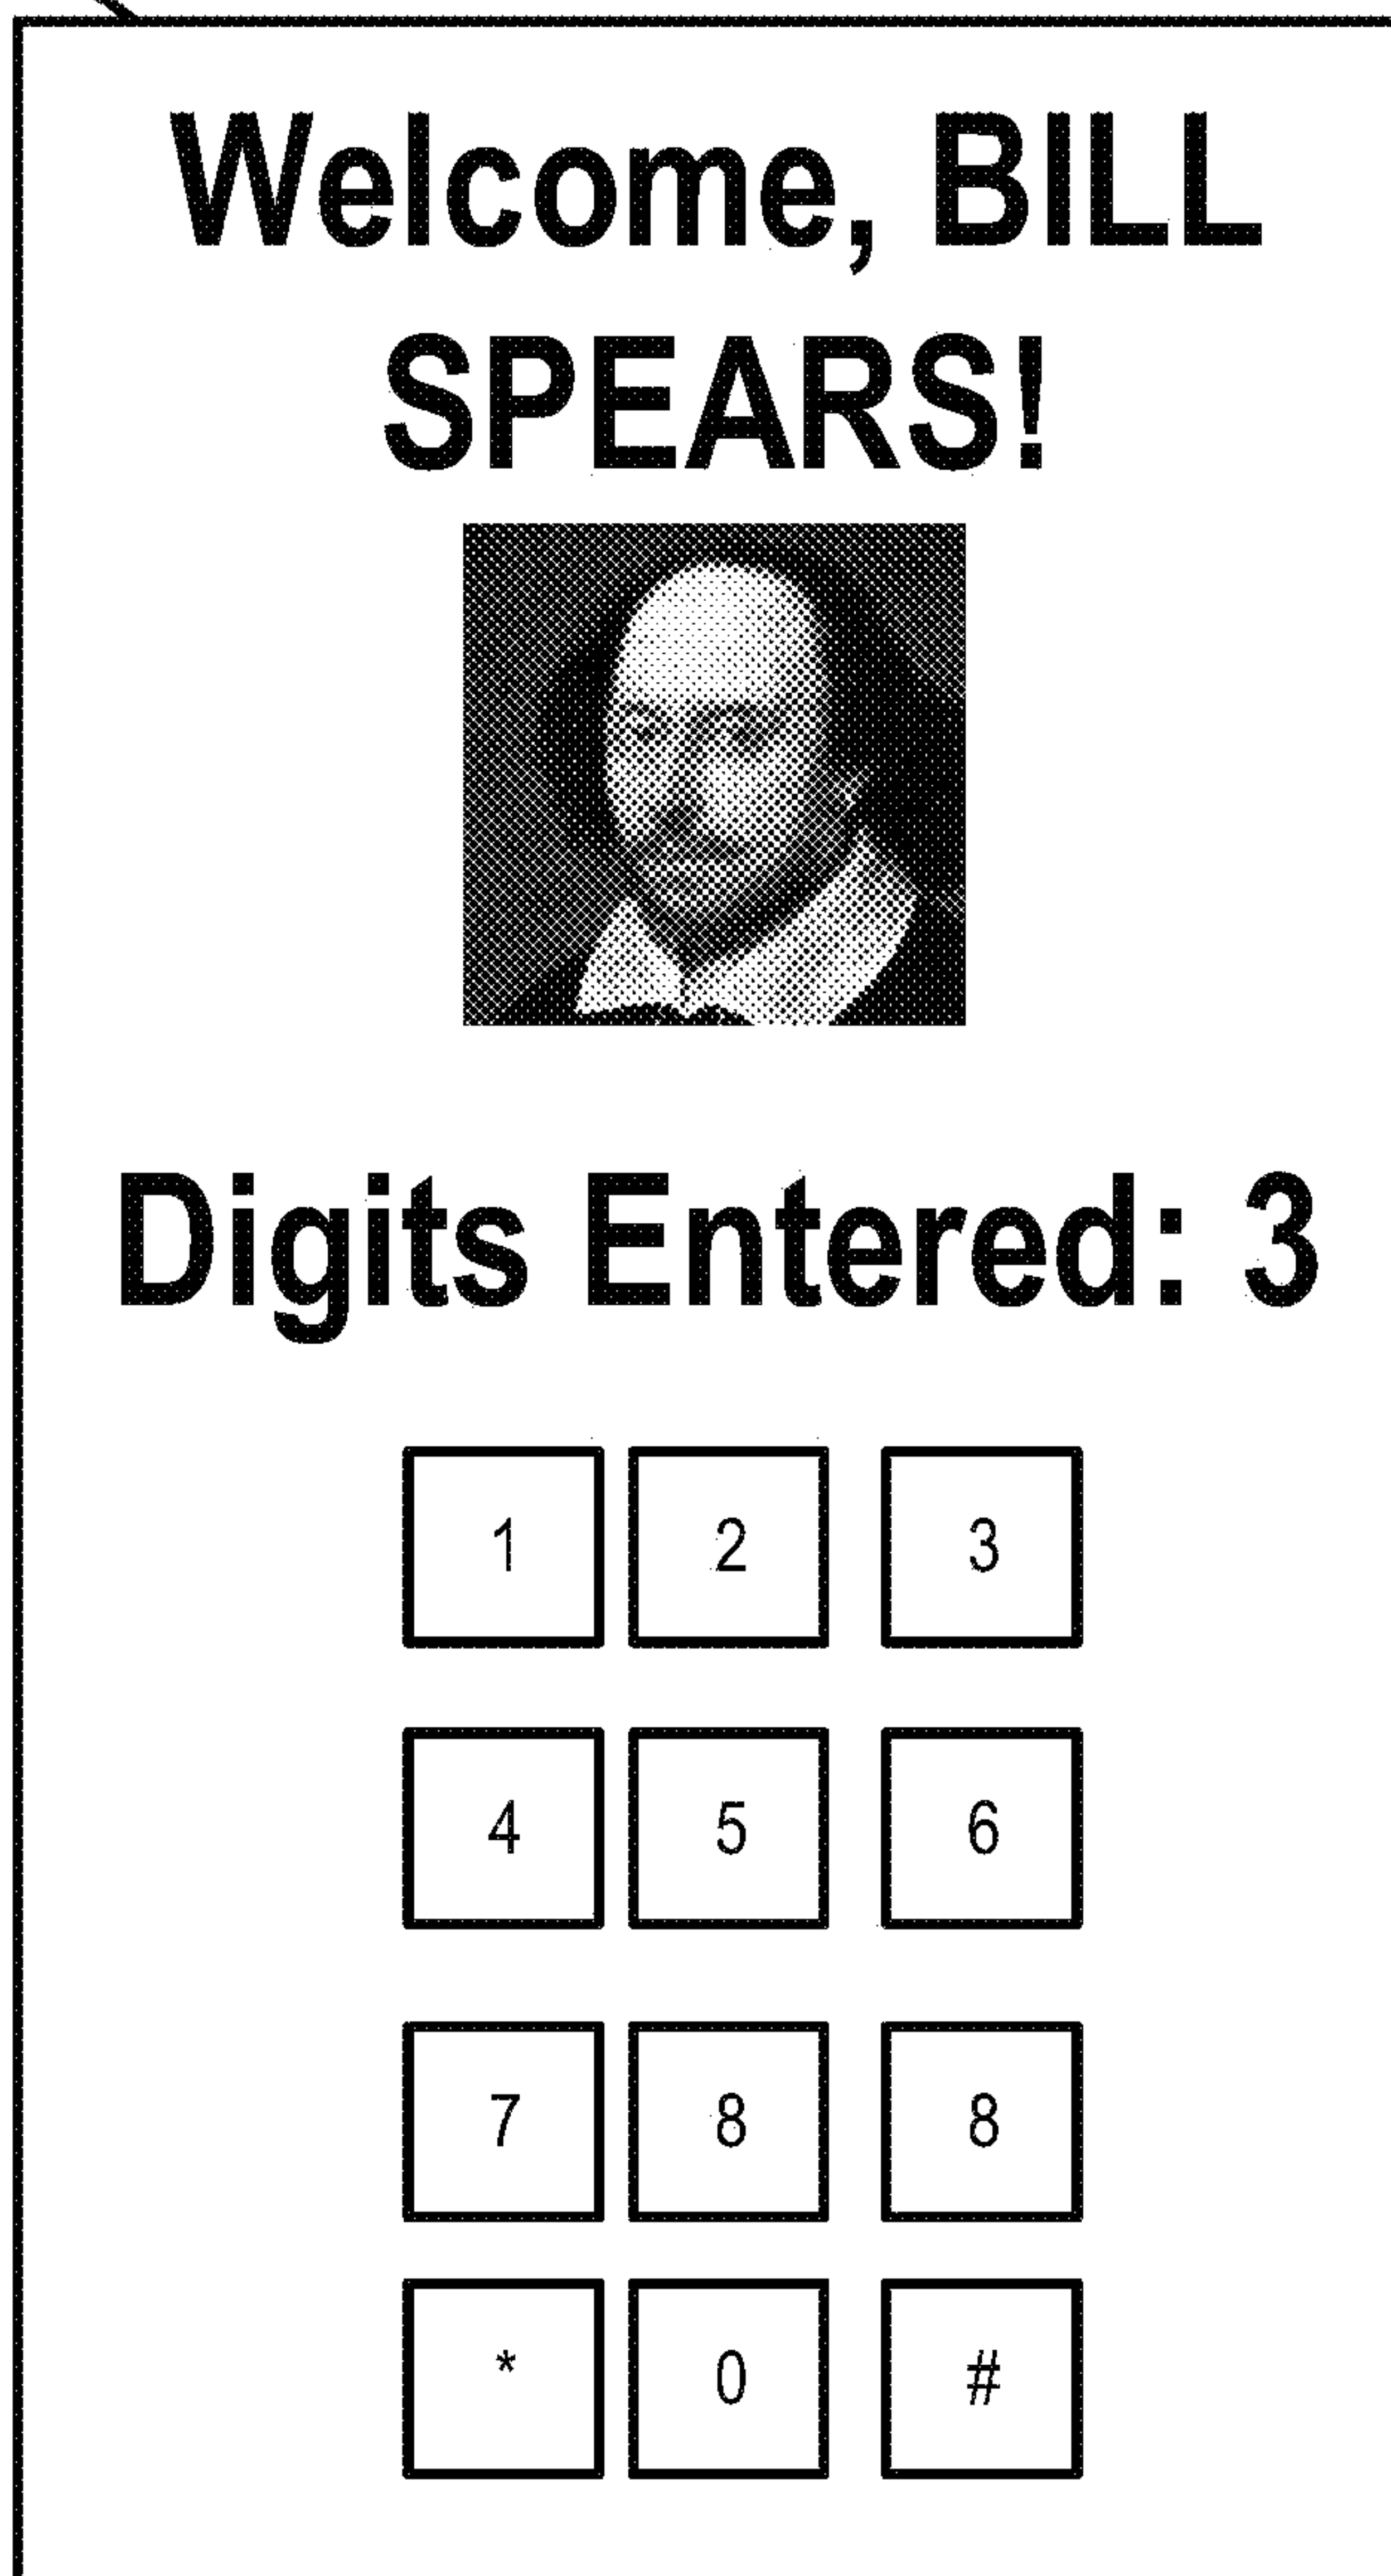 Welcome, BILL
SPEARS!
Digits Entered: 3
1 2 3
4 5 6
7 8 8
* 0 #